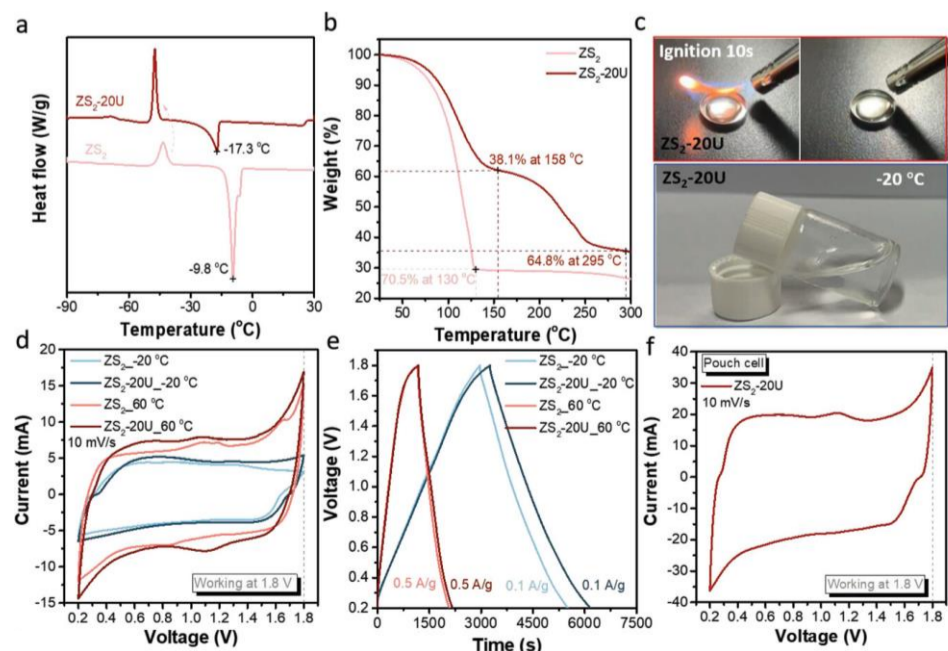 a
Heat flow (W/g)
ZS2-20U
ZS2
-17.3 °C
-9.8 °C
-90
-60
-30
0
30
Temperature (°C)
b
Weight (%)
100
90
80
70
60
50
40
30
20
ZS2
ZS2-20U
38.1% at 158 °C
64.8% at 295 °C
70.5% at 130 °C
50
100
150
200
250
300
Temperature (°C)
c
Ignition 10s
ZS2-20U
ZS2-20U
-20 °C
d
Current (mA)
25
20
15
10
5
0
-5
-10
-15
ZS2_-20 °C
ZS2-20U_-20 °C
ZS2_60 °C
ZS2-20U_60 °C
10 mV/s
Working at 1.8 V
0.2
0.4
0.6
0.8
1.0
1.2
1.4
1.6
1.8
Voltage (V)
e
Voltage (V)
2.0
1.8
1.6
1.4
1.2
1.0
0.8
0.6
0.4
0.2
ZS2_-20 °C
ZS2-20U_-20 °C
ZS2_60 °C
ZS2-20U_60 °C
0.5 A/g
0.5 A/g
0.1 A/g
0.1 A/g
0
1500
3000
4500
6000
7500
Time (s)
f
Current (mA)
40
30
20
10
0
-10
-20
-30
-40
Pouch cell
ZS2-20U
10 mV/s
Working at 1.8 V
0.2
0.4
0.6
0.8
1.0
1.2
1.4
1.6
1.8
Voltage (V)